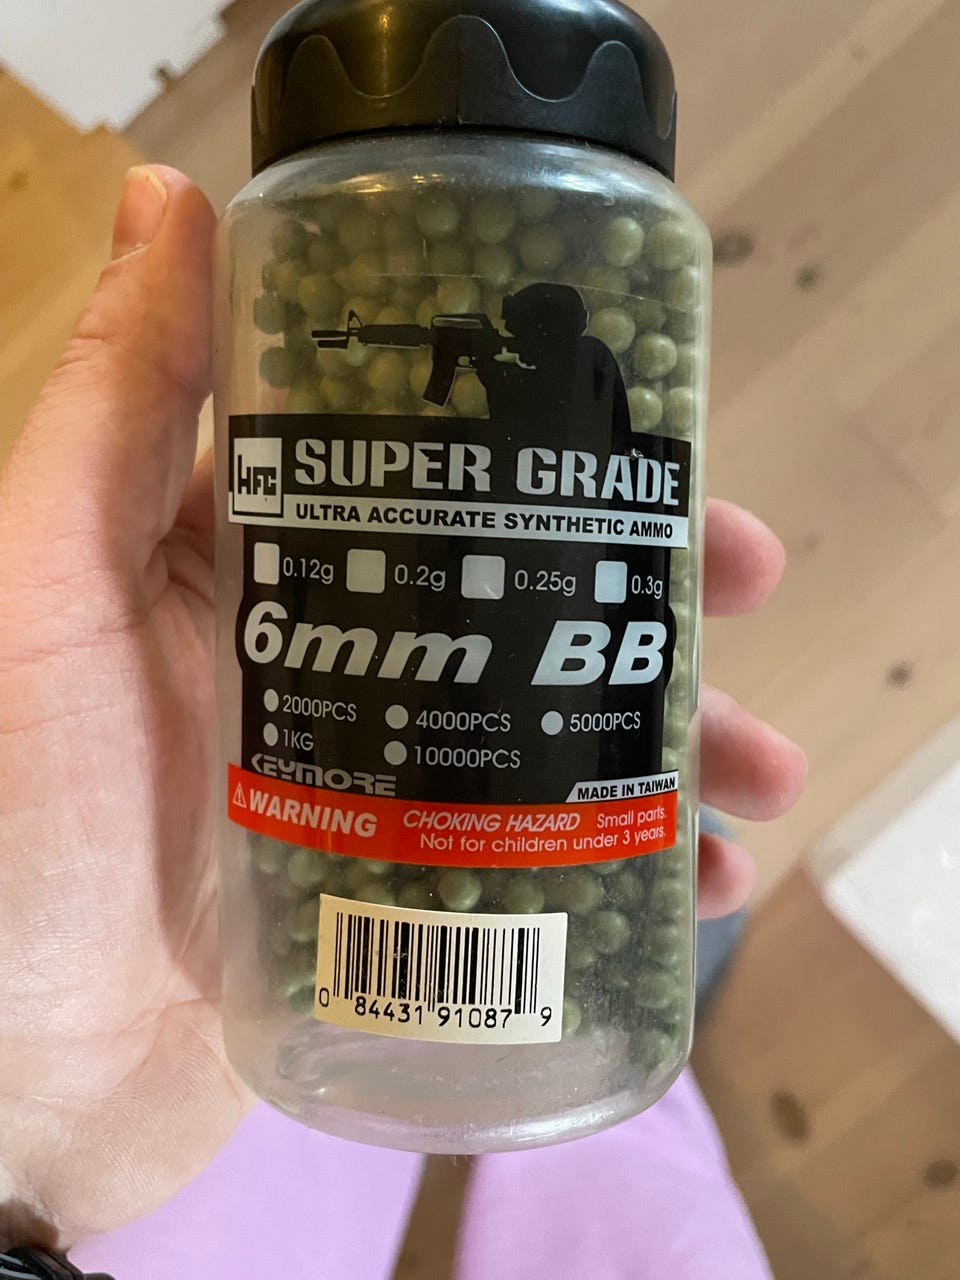 HFC
SUPER GRADE
ULTRA ACCURATE SYNTHETIC AMMO
0.12g 0.2g 0.25g 0.3g
6mm BB
2000PCS 4000PCS 5000PCS
1KG 10000PCS
KEYMORE
MADE IN TAIWAN
WARNING CHOKING HAZARD Small parts.
Not for children under 3 years.
0 84431 91087 9